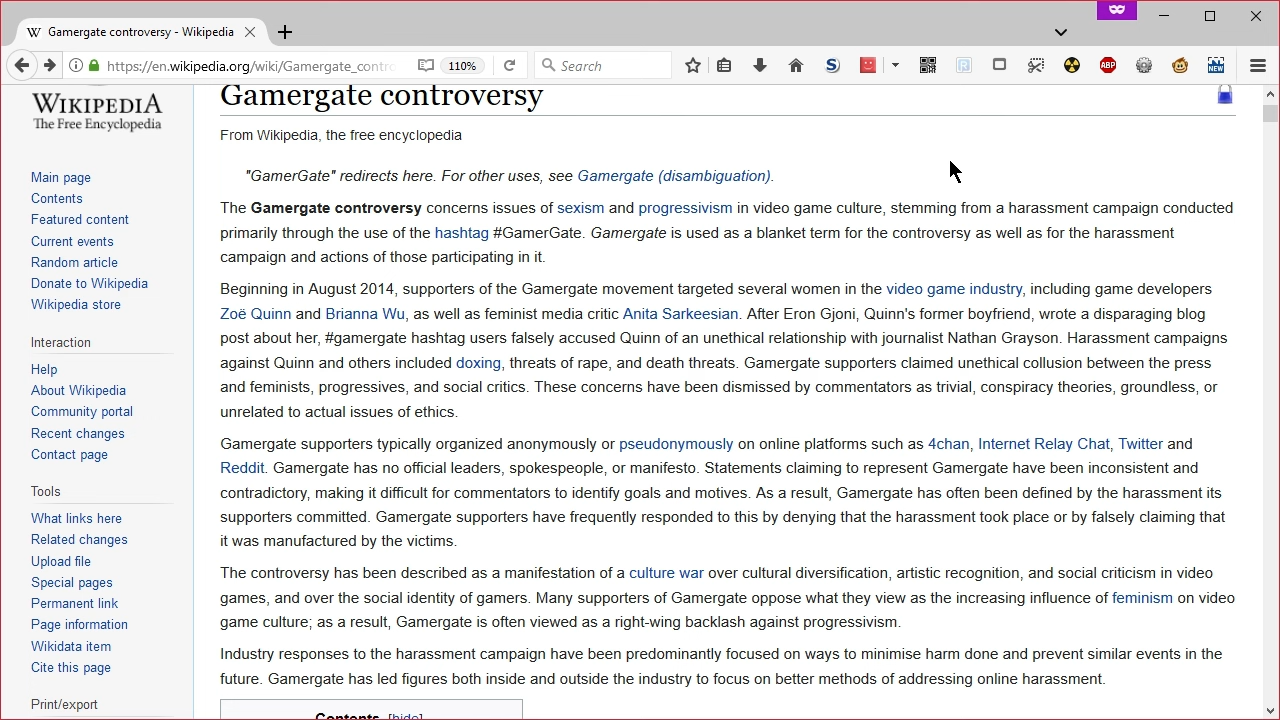 Gamergate controversy - Wikipedia
https://en.wikipedia.org/wiki/Gamergate_contro
110%
Search
S
ABP
NEW
WIKIPEDIA
The Free Encyclopedia
Main page
Contents
Featured content
Current events
Random article
Donate to Wikipedia
Wikipedia store
Interaction
Help
About Wikipedia
Community portal
Recent changes
Contact page
Tools
What links here
Related changes
Upload file
Special pages
Permanent link
Page information
Wikidata item
Cite this page
Print/export
Gamergate controversy
From Wikipedia, the free encyclopedia
"GamerGate" redirects here. For other uses, see Gamergate (disambiguation).
The Gamergate controversy concerns issues of sexism and progressivism in video game culture, stemming from a harassment campaign conducted
primarily through the use of the hashtag #GamerGate. Gamergate is used as a blanket term for the controversy as well as for the harassment
campaign and actions of those participating in it.
Beginning in August 2014, supporters of the Gamergate movement targeted several women in the video game industry, including game developers
Zoë Quinn and Brianna Wu, as well as feminist media critic Anita Sarkeesian. After Eron Gjoni, Quinn's former boyfriend, wrote a disparaging blog
post about her, #gamergate hashtag users falsely accused Quinn of an unethical relationship with journalist Nathan Grayson. Harassment campaigns
against Quinn and others included doxing, threats of rape, and death threats. Gamergate supporters claimed unethical collusion between the press
and feminists, progressives, and social critics. These concerns have been dismissed by commentators as trivial, conspiracy theories, groundless, or
unrelated to actual issues of ethics.
Gamergate supporters typically organized anonymously or pseudonymously on online platforms such as 4chan, Internet Relay Chat, Twitter and
Reddit. Gamergate has no official leaders, spokespeople, or manifesto. Statements claiming to represent Gamergate have been inconsistent and
contradictory, making it difficult for commentators to identify goals and motives. As a result, Gamergate has often been defined by the harassment its
supporters committed. Gamergate supporters have frequently responded to this by denying that the harassment took place or by falsely claiming that
it was manufactured by the victims.
The controversy has been described as a manifestation of a culture war over cultural diversification, artistic recognition, and social criticism in video
games, and over the social identity of gamers. Many supporters of Gamergate oppose what they view as the increasing influence of feminism on video
game culture; as a result, Gamergate is often viewed as a right-wing backlash against progressivism.
Industry responses to the harassment campaign have been predominantly focused on ways to minimise harm done and prevent similar events in the
future. Gamergate has led figures both inside and outside the industry to focus on better methods of addressing online harassment.
Contents [hide]